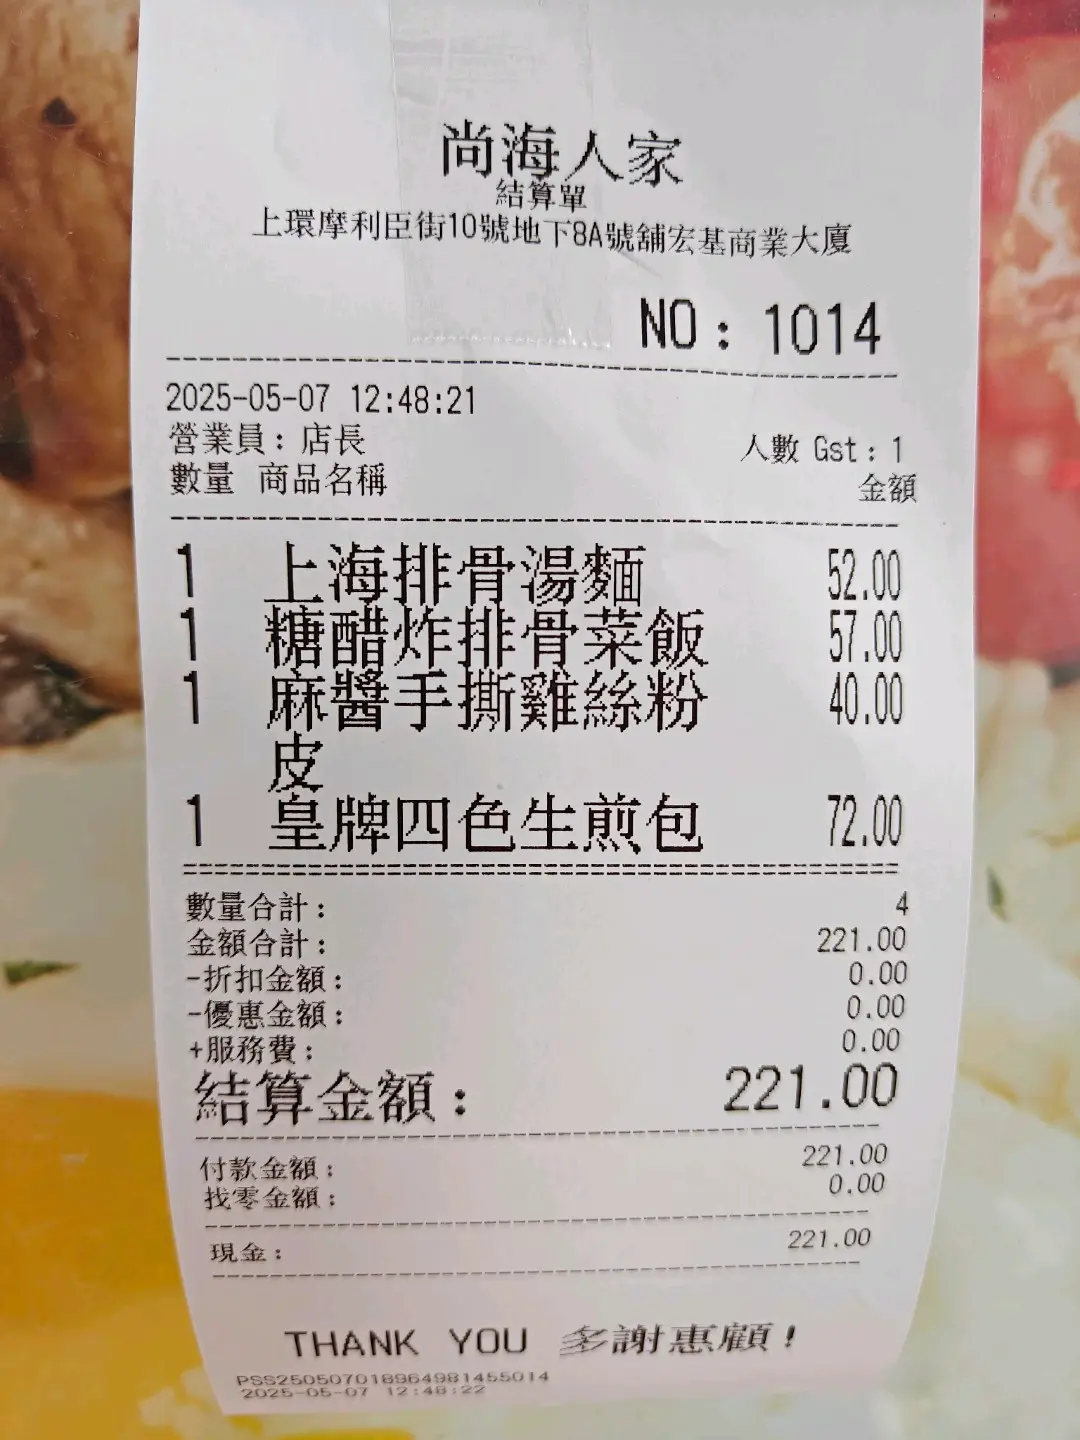 尚海人家
結算單
上環摩利臣街10號地下8A號舖宏基商業大廈
NO: 1014
2025-05-07 12:48:21
營業員: 店長 人數 Gst: 1
數量 商品名稱 金額
1 上海排骨湯麵 52.00
1 糖醋炸排骨菜飯 57.00
1 麻醬手撕雞絲粉 40.00
皮
1 皇牌四色生煎包 72.00
數量合計: 4
金額合計: 221.00
-折扣金額: 0.00
-優惠金額: 0.00
+服務費: 0.00
結算金額: 221.00
付款金額: 221.00
找零金額: 0.00
現金: 221.00
THANK YOU 多謝惠顧!
PSS2505070189649814550​14
2025-05-07 12:48:22